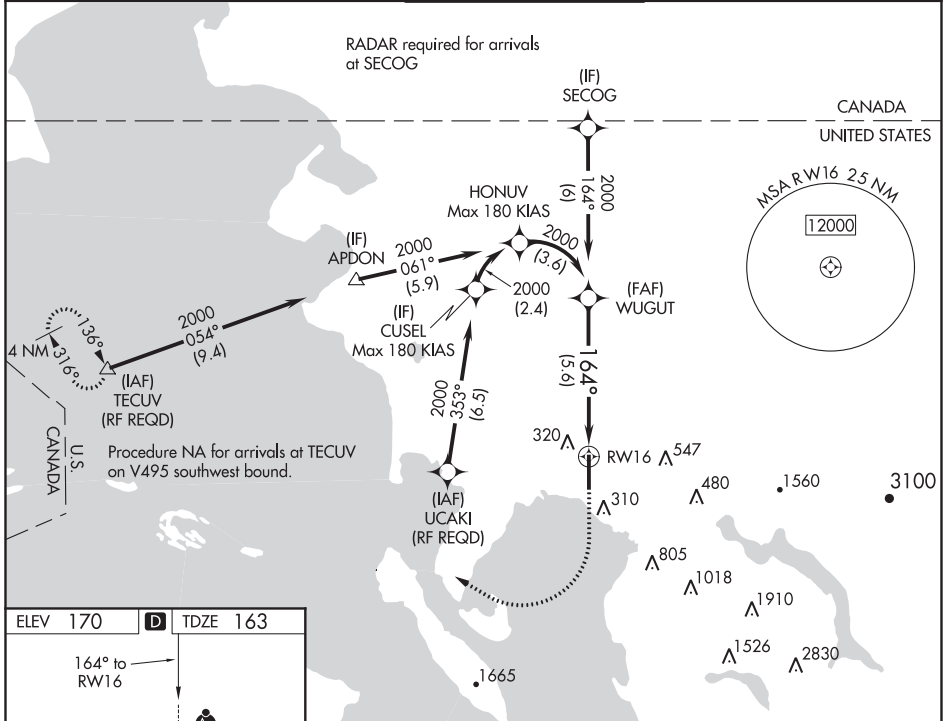 RADAR required for arrivals
at SECOG
(IF)
SECOG
CANADA
UNITED STATES
MSA RW16 25 NM
12000
2000
164°
(6)
HONUV
Max 180 KIAS
2000
(3.6)
(IF)
APDON
2000
061°
(5.9)
2000
(2.4)
(IF)
CUSEL
Max 180 KIAS
(FAF)
WUGUT
2000
054°
(9.4)
136°
4 NM
316°
(IAF)
TECUV
(RF REQD)
2000
353°
(6.5)
164°
(5.6)
U.S.
CANADA
Procedure NA for arrivals at TECUV
on V495 southwest bound.
320
RW16
547
480
1560
3100
(IAF)
UCAKI
(RF REQD)
310
805
1018
1910
1526
2830
1665
ELEV 170 D TDZE 163
164° to
RW16